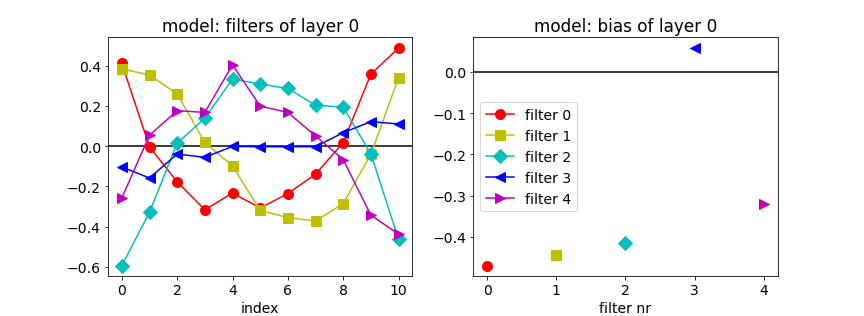 model: filters of layer 0
0.4
0.2
0.0
−0.2
−0.4
−0.6
0 2 4 6 8 10
index
model: bias of layer 0
0.0
−0.1
−0.2
−0.3
−0.4
filter 0
filter 1
filter 2
filter 3
filter 4
0 1 2 3 4
filter nr